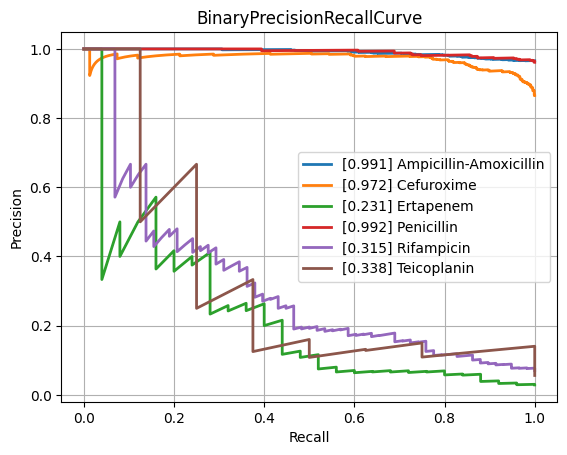 BinaryPrecisionRecallCurve
Precision
1.0
0.8
0.6
0.4
0.2
0.0
[0.991] Ampicillin-Amoxicillin
[0.972] Cefuroxime
[0.231] Ertapenem
[0.992] Penicillin
[0.315] Rifampicin
[0.338] Teicoplanin
0.0 0.2 0.4 0.6 0.8 1.0
Recall